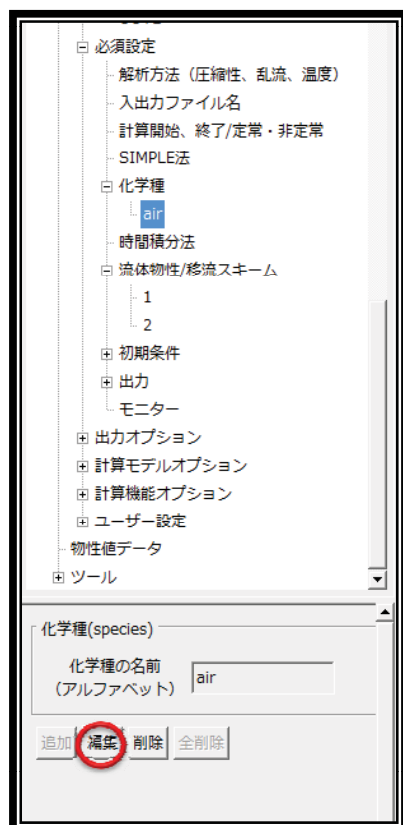 必須設定
解析方法（圧縮性、乱流、温度）
入出力ファイル名
計算開始、終了/定常・非定常
SIMPLE法
化学種
air
時間積分法
流体物性/移流スキーム
1
2
初期条件
出力
モニター
出力オプション
計算モデルオプション
計算機能オプション
ユーザー設定
物性値データ
ツール
化学種(species)
化学種の名前
（アルファベット）
air
追加 編集 削除 全削除